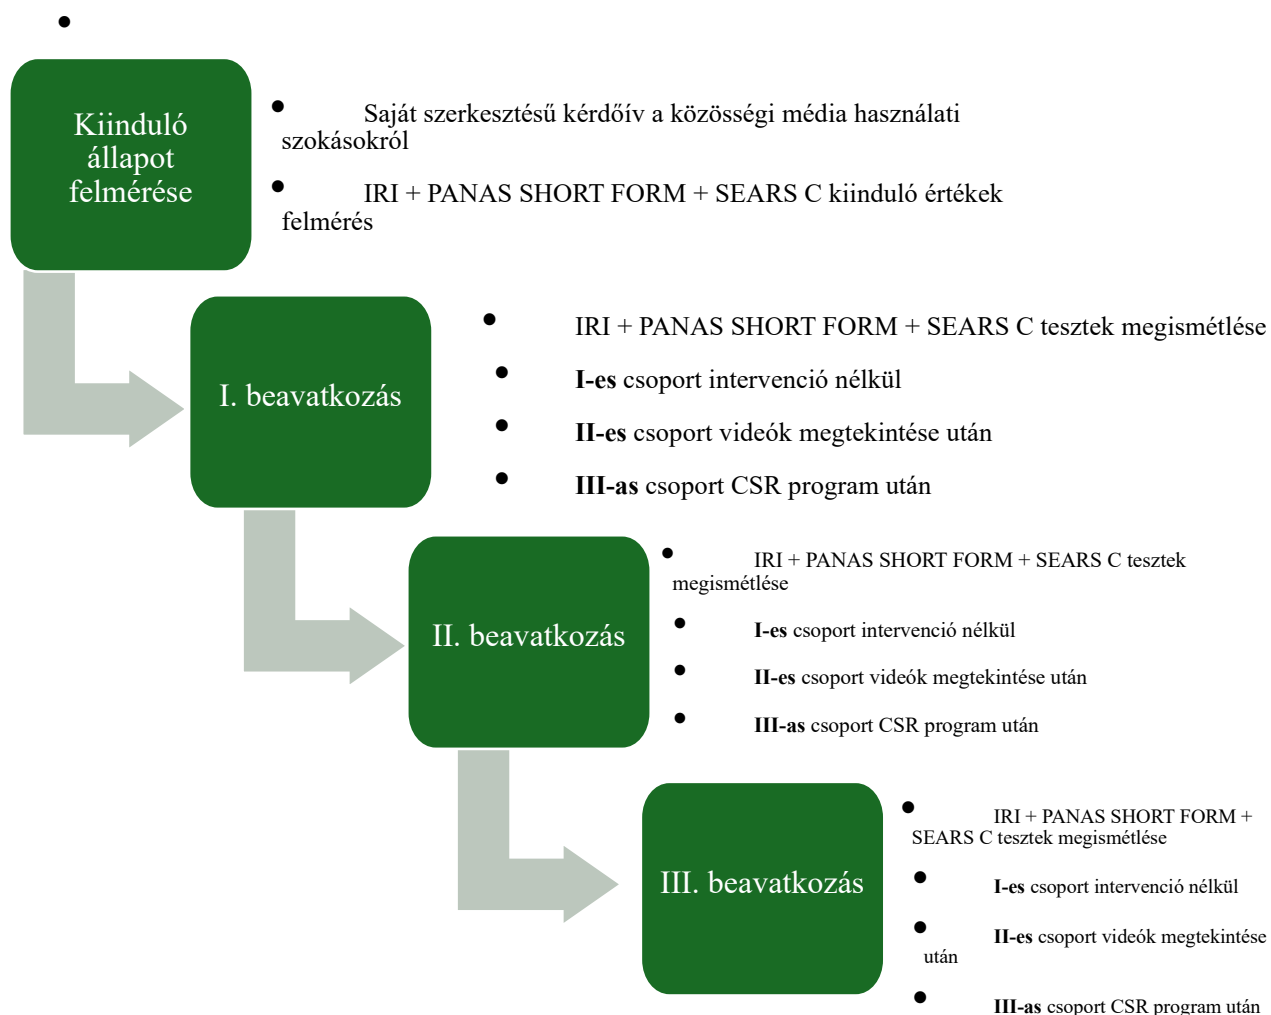 •
Kiinduló
állapot
felmérése
• Saját szerkesztésű kérdőív a közösségi média használati
szokásokról
• IRI + PANAS SHORT FORM + SEARS C kiinduló értékek
felmérés
I. beavatkozás
• IRI + PANAS SHORT FORM + SEARS C tesztek megismétlése
• I-es csoport intervenció nélkül
• II-es csoport videók megtekintése után
• III-as csoport CSR program után
II. beavatkozás
• IRI + PANAS SHORT FORM + SEARS C tesztek
megismétlése
• I-es csoport intervenció nélkül
• II-es csoport videók megtekintése után
• III-as csoport CSR program után
III. beavatkozás
• IRI + PANAS SHORT FORM +
SEARS C tesztek megismétlése
• I-es csoport intervenció nélkül
• II-es csoport videók megtekintése
után
• III-as csoport CSR program után